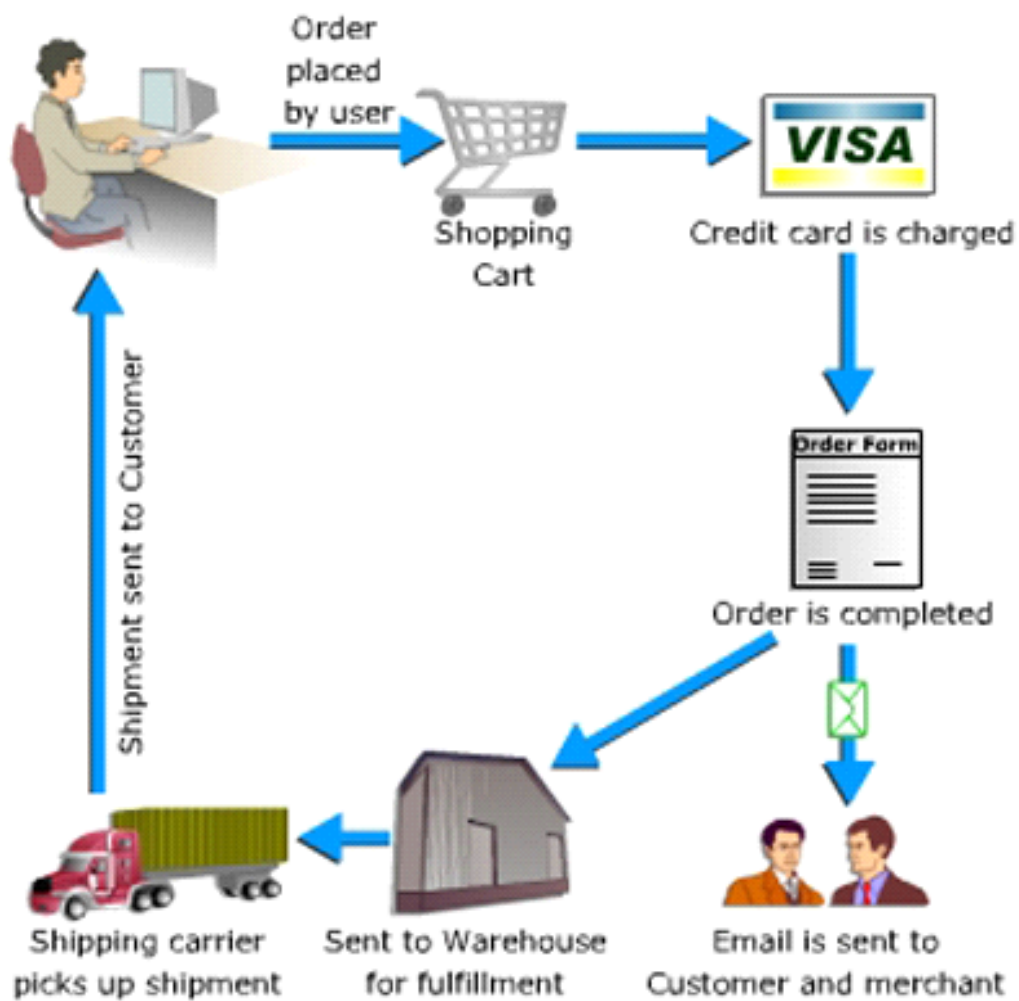 Order
placed
by user
Shopping
Cart
VISA
Credit card is charged
Order Form
Order is completed
Email is sent to
Customer and merchant
Sent to Warehouse
for fulfillment
Shipping carrier
picks up shipment
Shipment sent to Customer